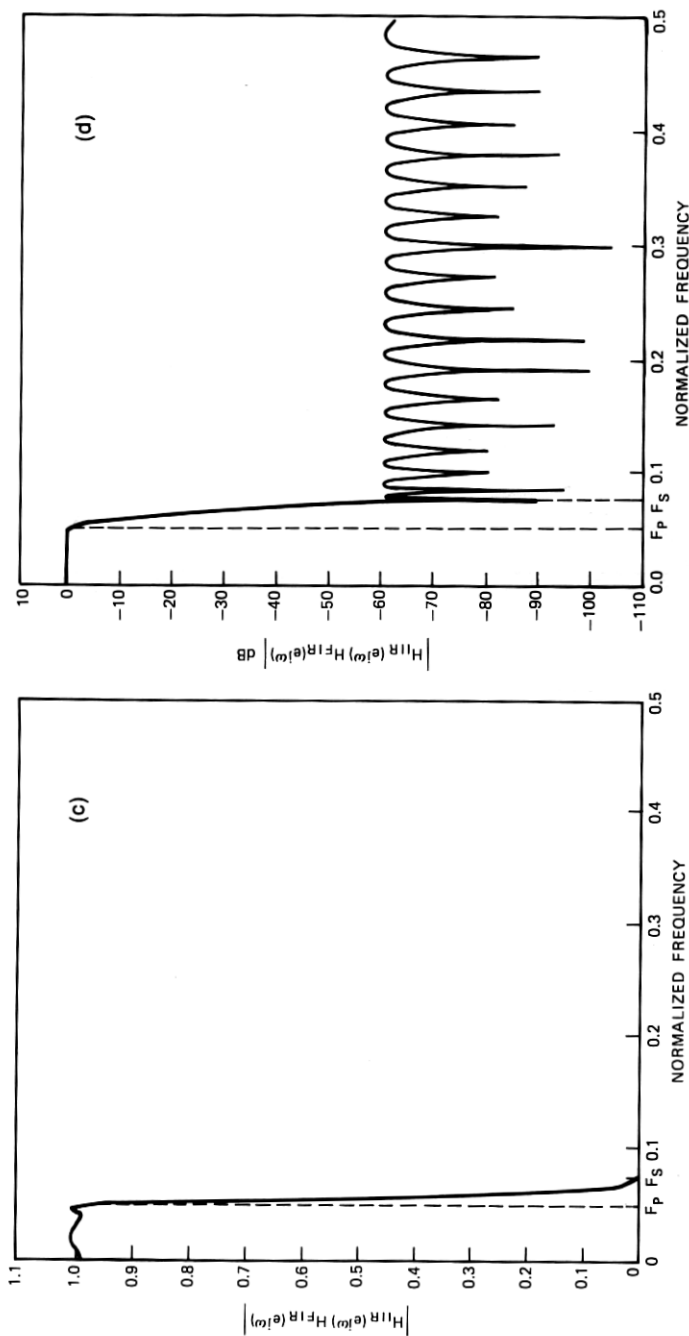 (c)
1.1
1.0
0.9
0.8
0.7
0.6
0.5
0.4
0.3
0.2
0.1
0
|H_IIR (e^jω) H_FIR (e^jω)|
0 F_P F_S 0.1 0.2 0.3 0.4 0.5
NORMALIZED FREQUENCY
(d)
10
0
−10
−20
−30
−40
−50
−60
−70
−80
−90
−100
−110
|H_IIR (e^jω) H_FIR (e^jω)|
dB
0.0 F_P F_S 0.1 0.2 0.3 0.4 0.5
NORMALIZED FREQUENCY